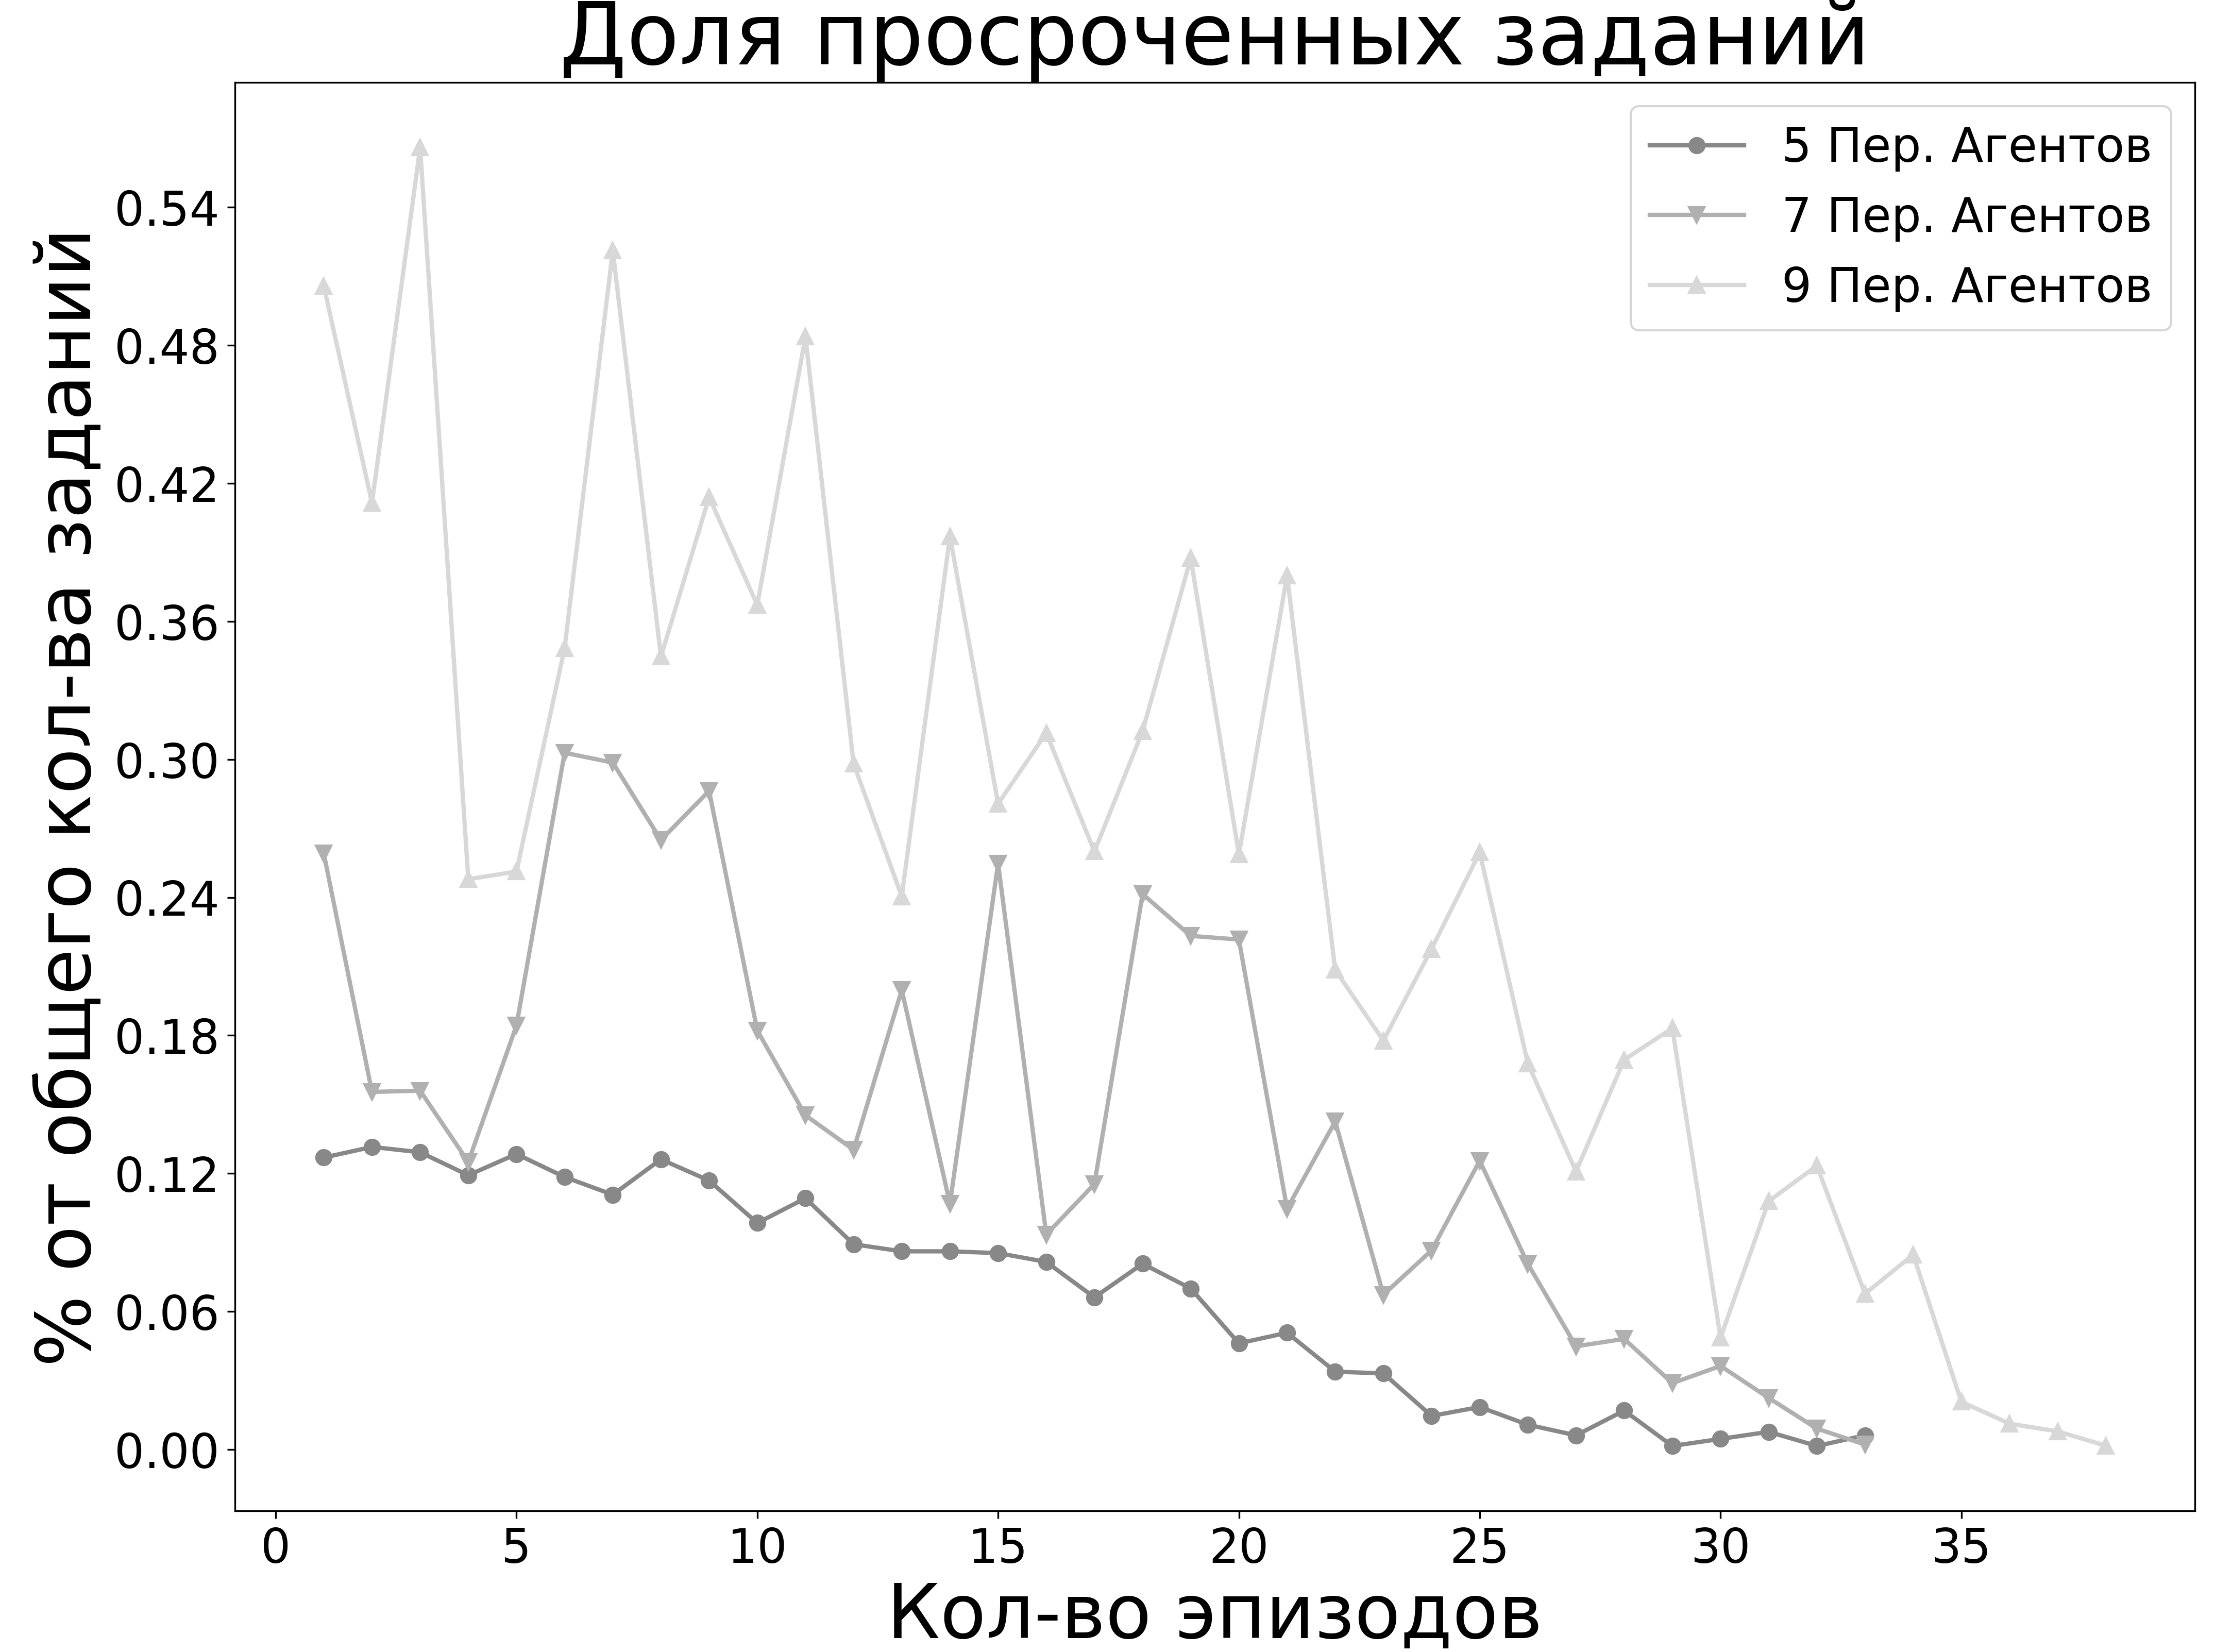 Доля просроченных заданий
% от общего кол-ва заданий
0.54
0.48
0.42
0.36
0.30
0.24
0.18
0.12
0.06
0.00
5 Пер. Агентов
7 Пер. Агентов
9 Пер. Агентов
0 5 10 15 20 25 30 35
Кол-во эпизодов